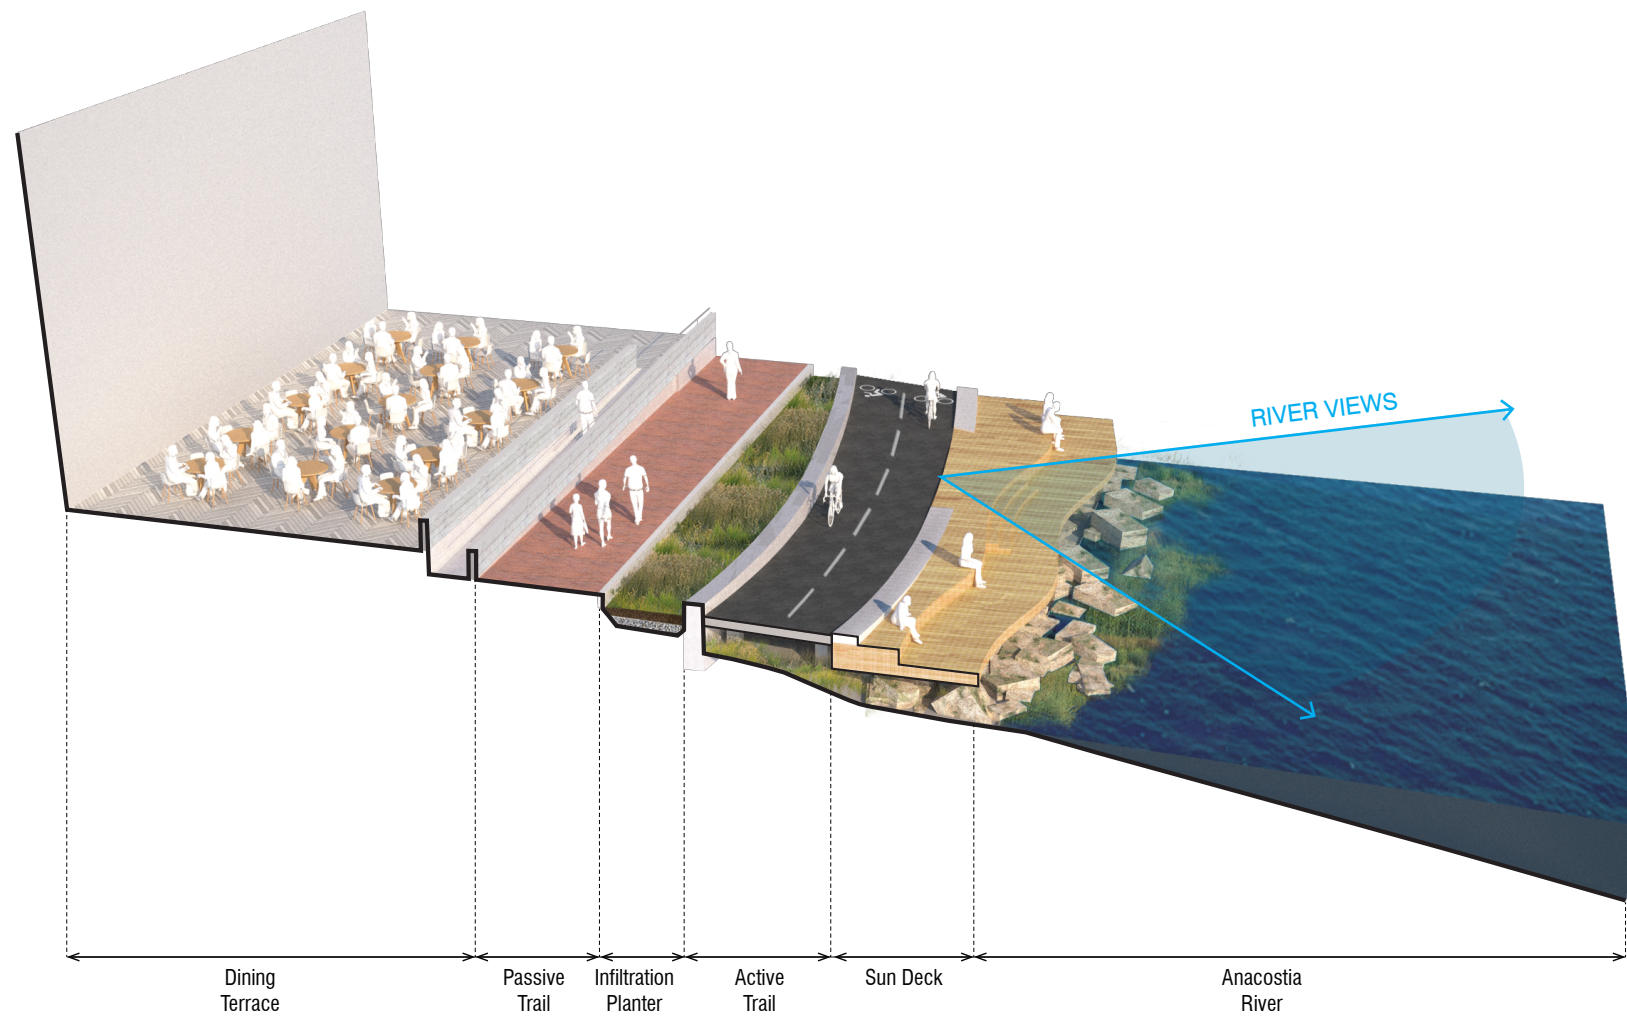 RIVER VIEWS
Dining
Terrace
Passive
Trail
Infiltration
Planter
Active
Trail
Sun Deck
Anacostia
River